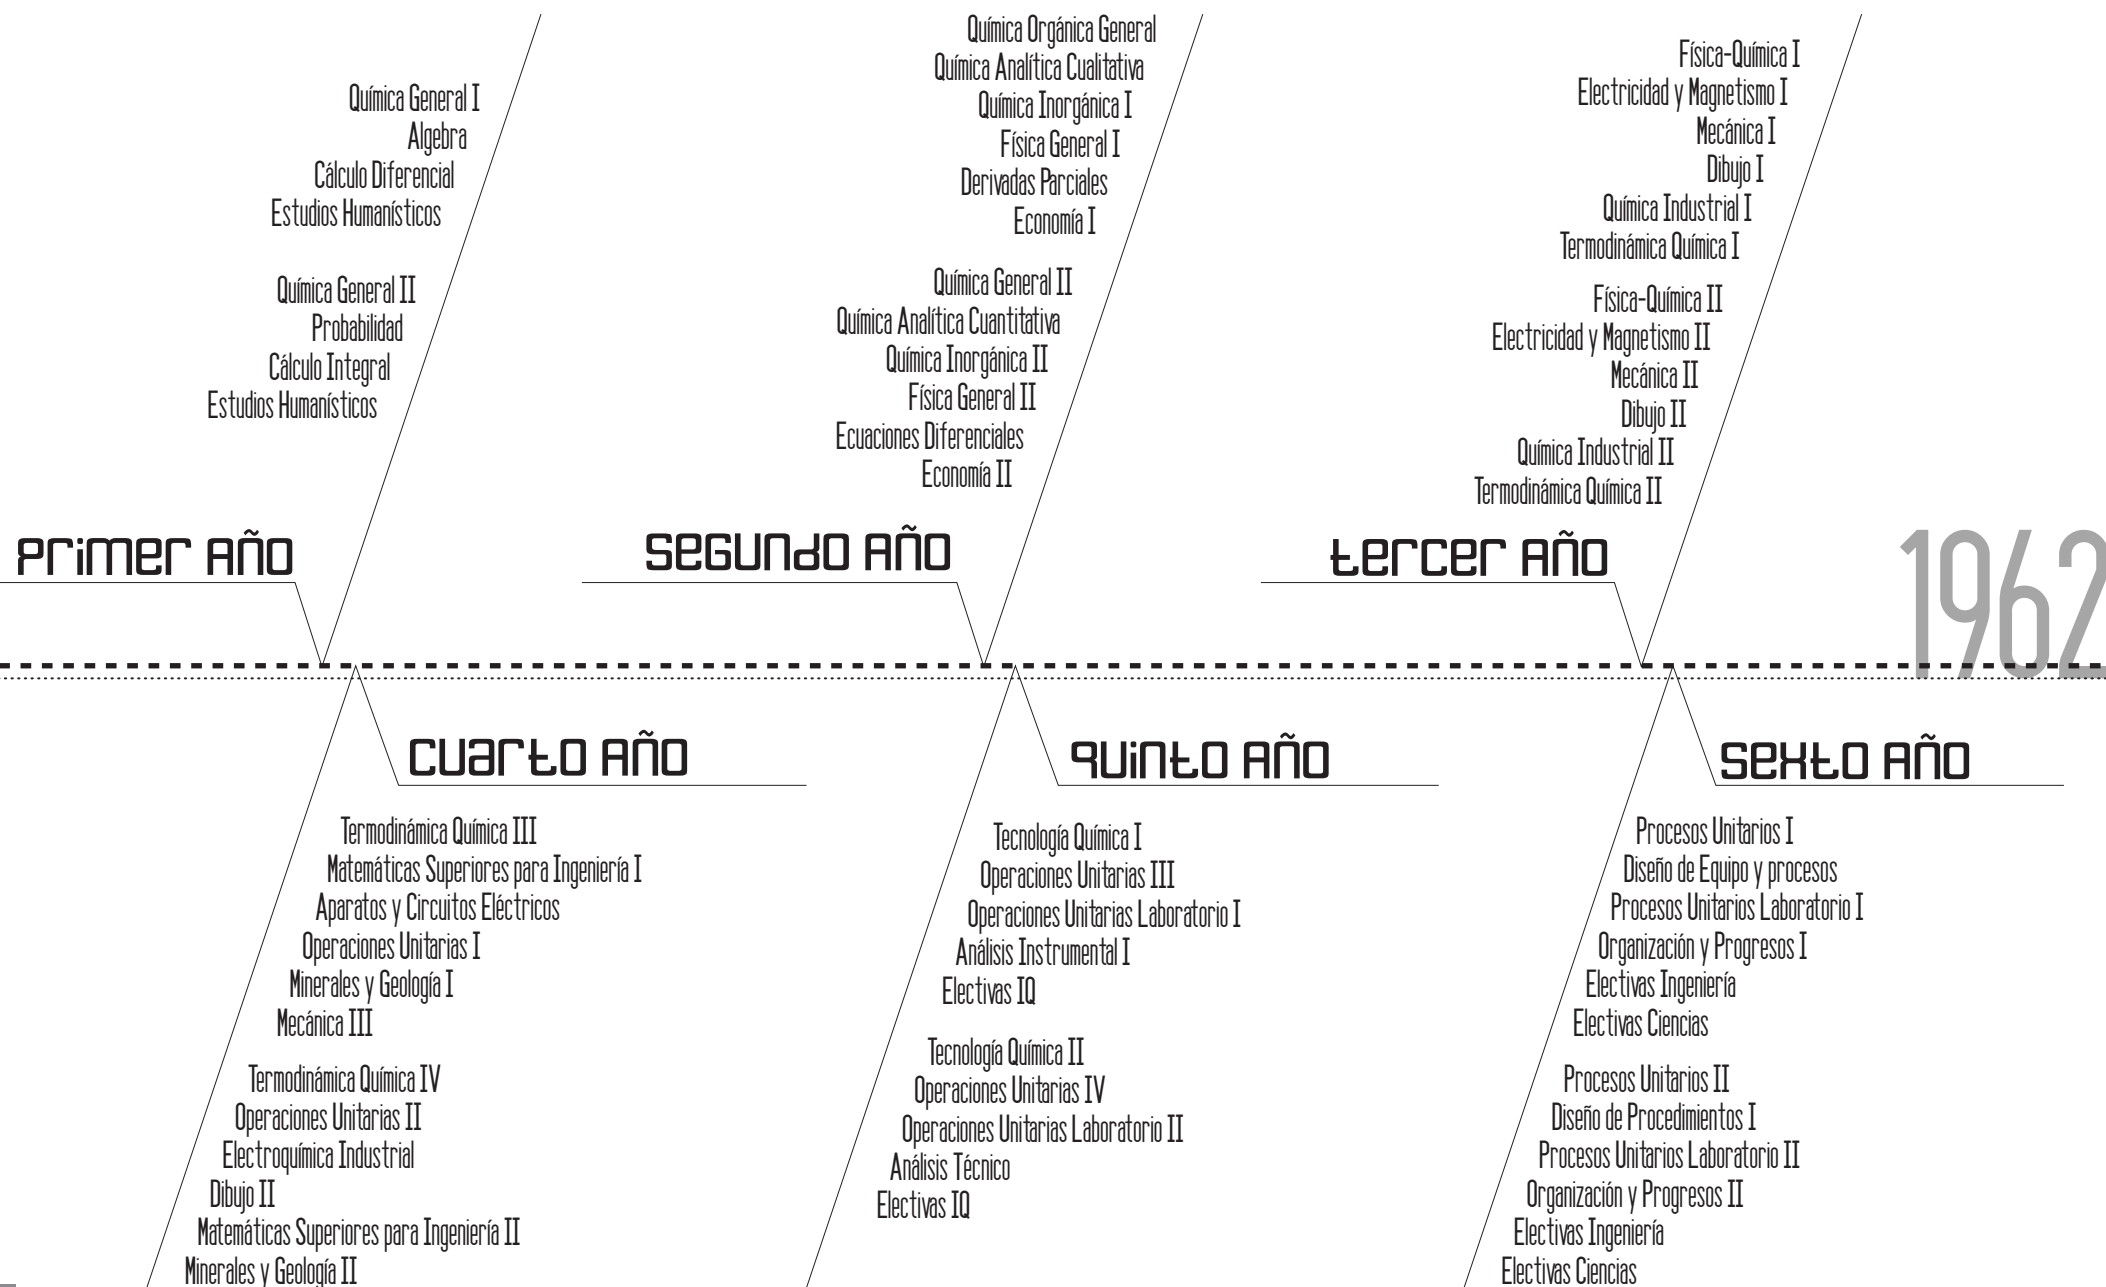 Química General I
Algebra
Cálculo Diferencial
Estudios Humanísticos
Química General II
Probabilidad
Cálculo Integral
Estudios Humanísticos
Primer Año
Química Orgánica General
Química Analítica Cualitativa
Química Inorgánica I
Física General I
Derivadas Parciales
Economía I
Química General II
Química Analítica Cuantitativa
Química Inorgánica II
Física General II
Ecuaciones Diferenciales
Economía II
Segundo Año
Física-Química I
Electricidad y Magnetismo I
Mecánica I
Dibujo I
Química Industrial I
Termodinámica Química I
Física-Química II
Electricidad y Magnetismo II
Mecánica II
Dibujo II
Química Industrial II
Termodinámica Química II
Tercer Año
1962
Cuarto Año
Termodinámica Química III
Matemáticas Superiores para Ingeniería I
Aparatos y Circuitos Eléctricos
Operaciones Unitarias I
Minerales y Geología I
Mecánica III
Termodinámica Química IV
Operaciones Unitarias II
Electroquímica Industrial
Dibujo II
Matemáticas Superiores para Ingeniería II
Minerales y Geología II
Quinto Año
Tecnología Química I
Operaciones Unitarias III
Operaciones Unitarias Laboratorio I
Análisis Instrumental I
Electivas IQ
Tecnología Química II
Operaciones Unitarias IV
Operaciones Unitarias Laboratorio II
Análisis Técnico
Electivas IQ
Sexto Año
Procesos Unitarios I
Diseño de Equipo y procesos
Procesos Unitarios Laboratorio I
Organización y Progresos I
Electivas Ingeniería
Electivas Ciencias
Procesos Unitarios II
Diseño de Procedimientos I
Procesos Unitarios Laboratorio II
Organización y Progresos II
Electivas Ingeniería
Electivas Ciencias